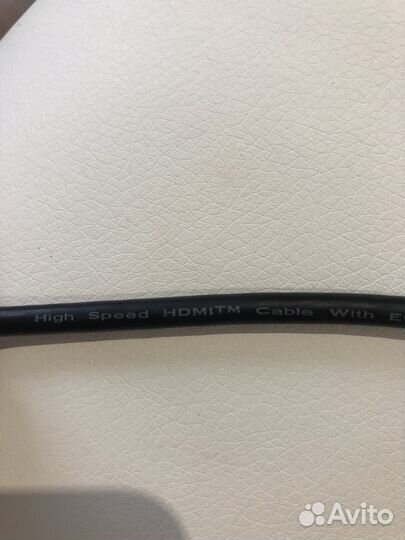 High Speed HDMI™ Cable With E
Avito